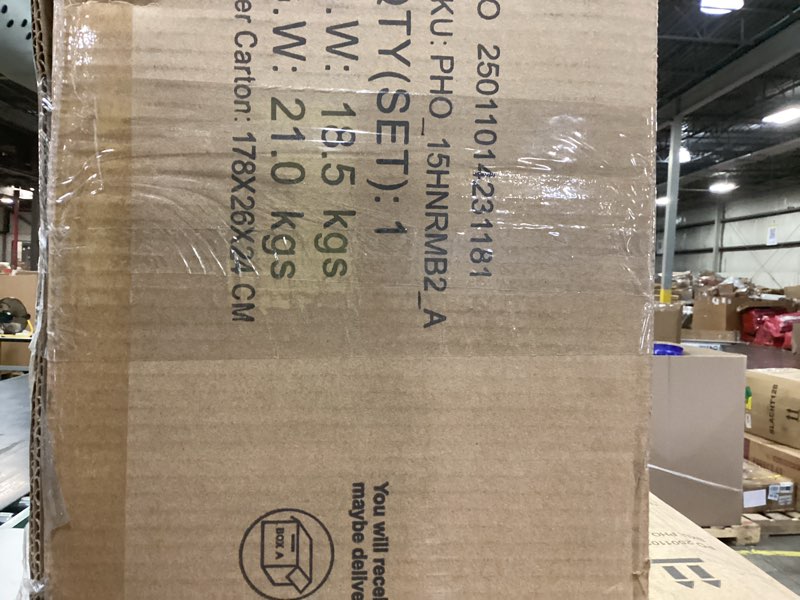 O 25011014231181
KU: PHO_15HNRMB2_A
QTY(SET): 1
.W: 18.5 kgs
.W: 21.0 kgs
er Carton: 178X26X24 CM
You will recei
maybe delive
BOX A